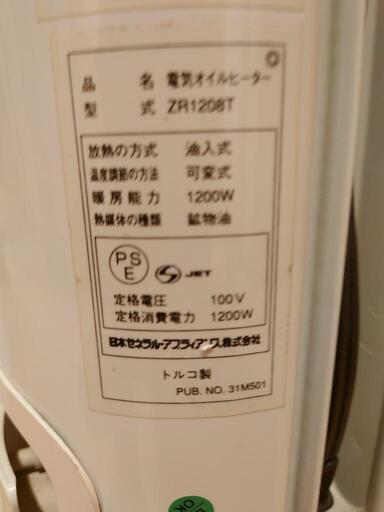 品 名 電気オイルヒーター
型 式 ZR1208T
放熱の方式 油入式
温度調節の方法 可変式
暖房能力 1200W
熱媒体の種類 鉱物油
PS
E
JET
定格電圧 100V
定格消費電力 1200W
日本ゼネラル・アプライアンス株式会社
トルコ製
PUB. NO. 31M501
OK